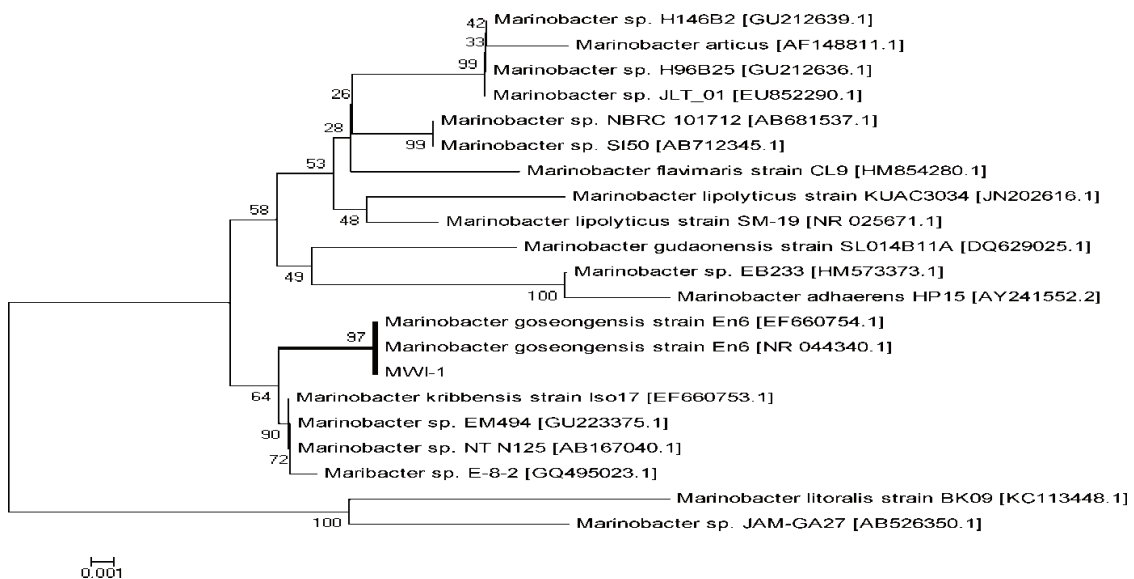 42 Marinobacter sp. H146B2 [GU212639.1]
33 Marinobacter articus [AF148811.1]
99 Marinobacter sp. H96B25 [GU212636.1]
Marinobacter sp. JLT_01 [EU852290.1]
26
Marinobacter sp. NBRC 101712 [AB681537.1]
28
99 Marinobacter sp. SI50 [AB712345.1]
53
Marinobacter flavimaris strain CL9 [HM854280.1]
Marinobacter lipolyticus strain KUAC3034 [JN202616.1]
58
48 Marinobacter lipolyticus strain SM-19 [NR 025671.1]
Marinobacter gudaonensis strain SL014B11A [DQ629025.1]
49 Marinobacter sp. EB233 [HM573373.1]
100 Marinobacter adhaerens HP15 [AY241552.2]
Marinobacter goseongensis strain En6 [EF660754.1]
97
Marinobacter goseongensis strain En6 [NR 044340.1]
MWI-1
64 Marinobacter kribbensis strain Iso17 [EF660753.1]
Marinobacter sp. EM494 [GU223375.1]
90
Marinobacter sp. NT N125 [AB167040.1]
72
Maribacter sp. E-8-2 [GQ495023.1]
Marinobacter litoralis strain BK09 [KC113448.1]
100 Marinobacter sp. JAM-GA27 [AB526350.1]
0.001